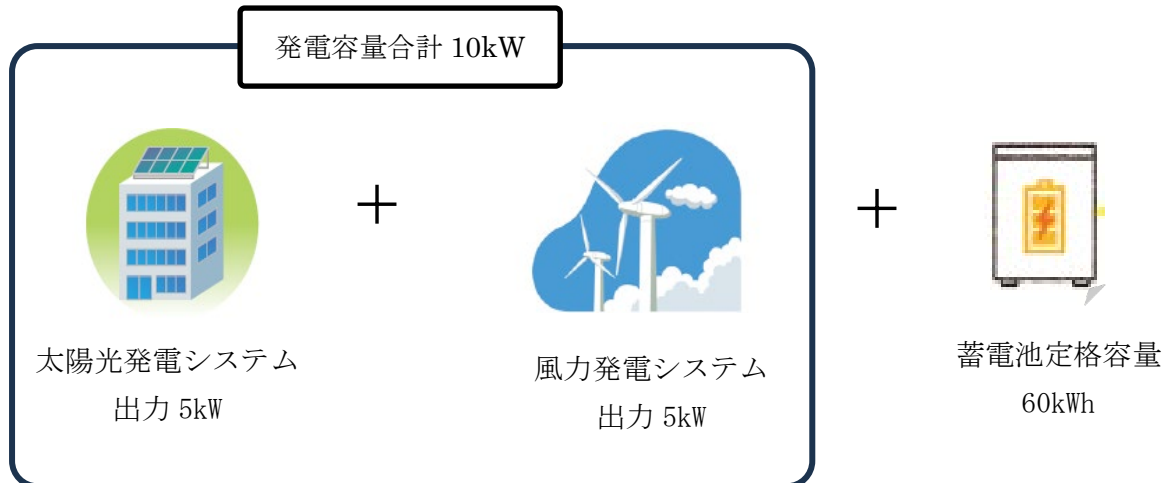 発電容量合計 10kW
＋
＋
太陽光発電システム
出力 5kW
風力発電システム
出力 5kW
蓄電池定格容量
60kWh